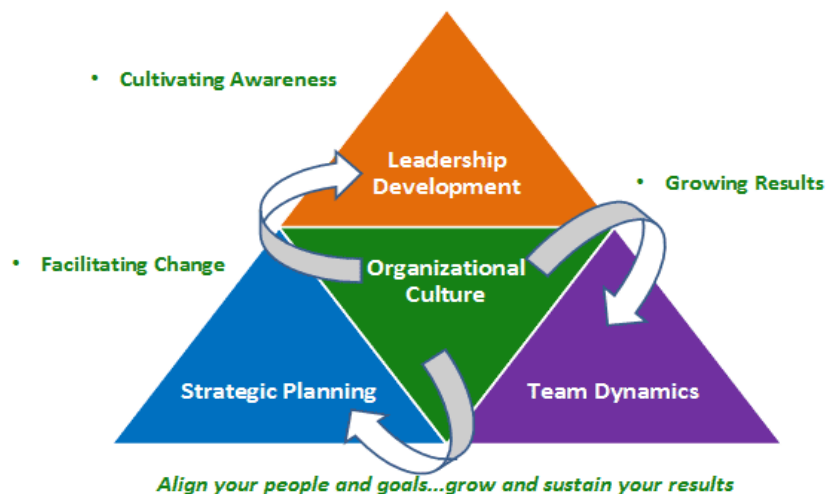 • Cultivating Awareness
Leadership
Development
• Growing Results
• Facilitating Change
Organizational
Culture
Strategic Planning
Team Dynamics
Align your people and goals...grow and sustain your results